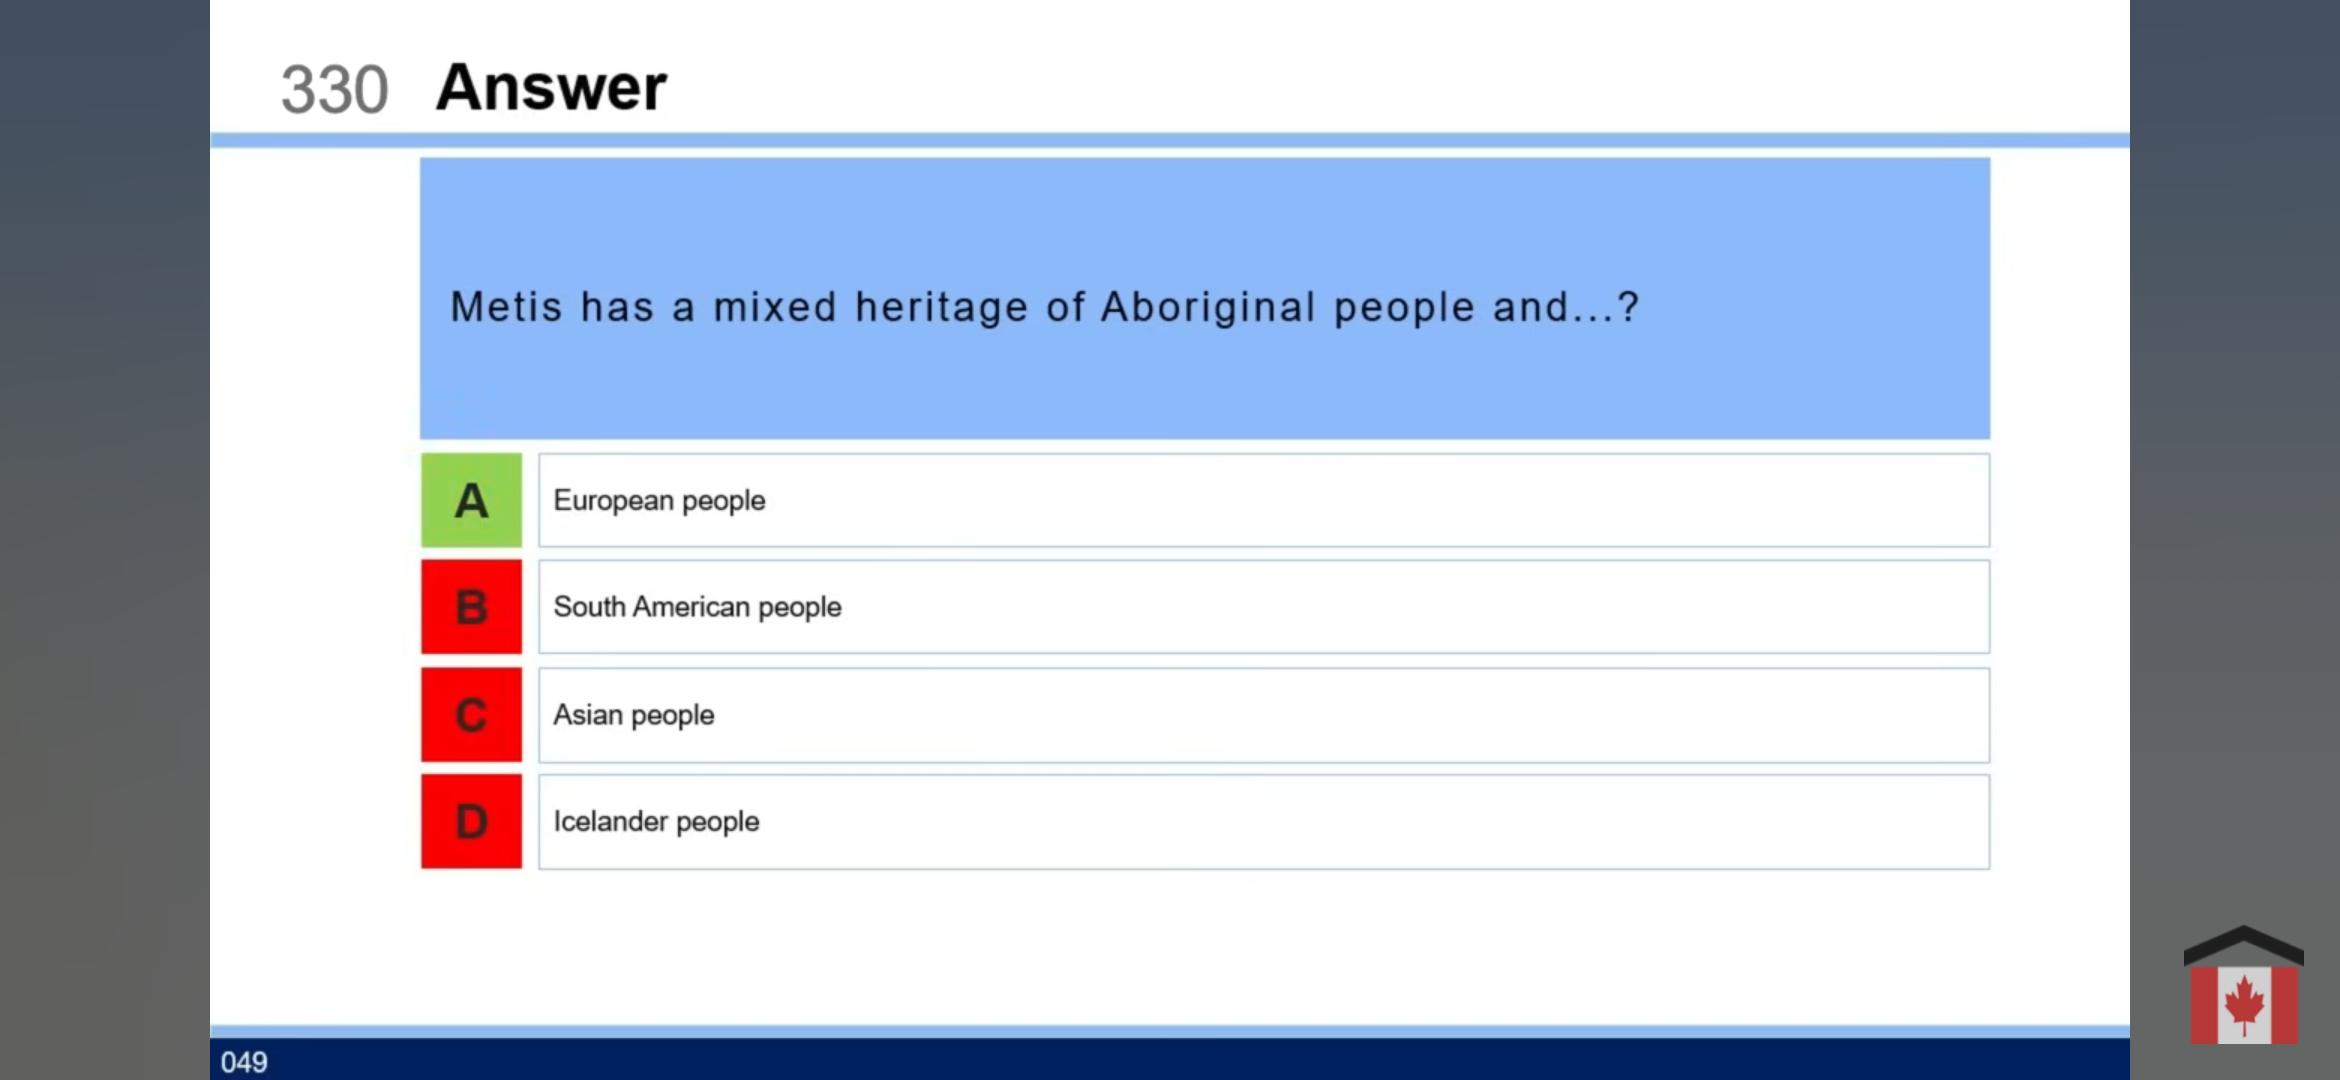 330 Answer
Metis has a mixed heritage of Aboriginal people and...?
A European people
B South American people
C Asian people
D Icelander people
049